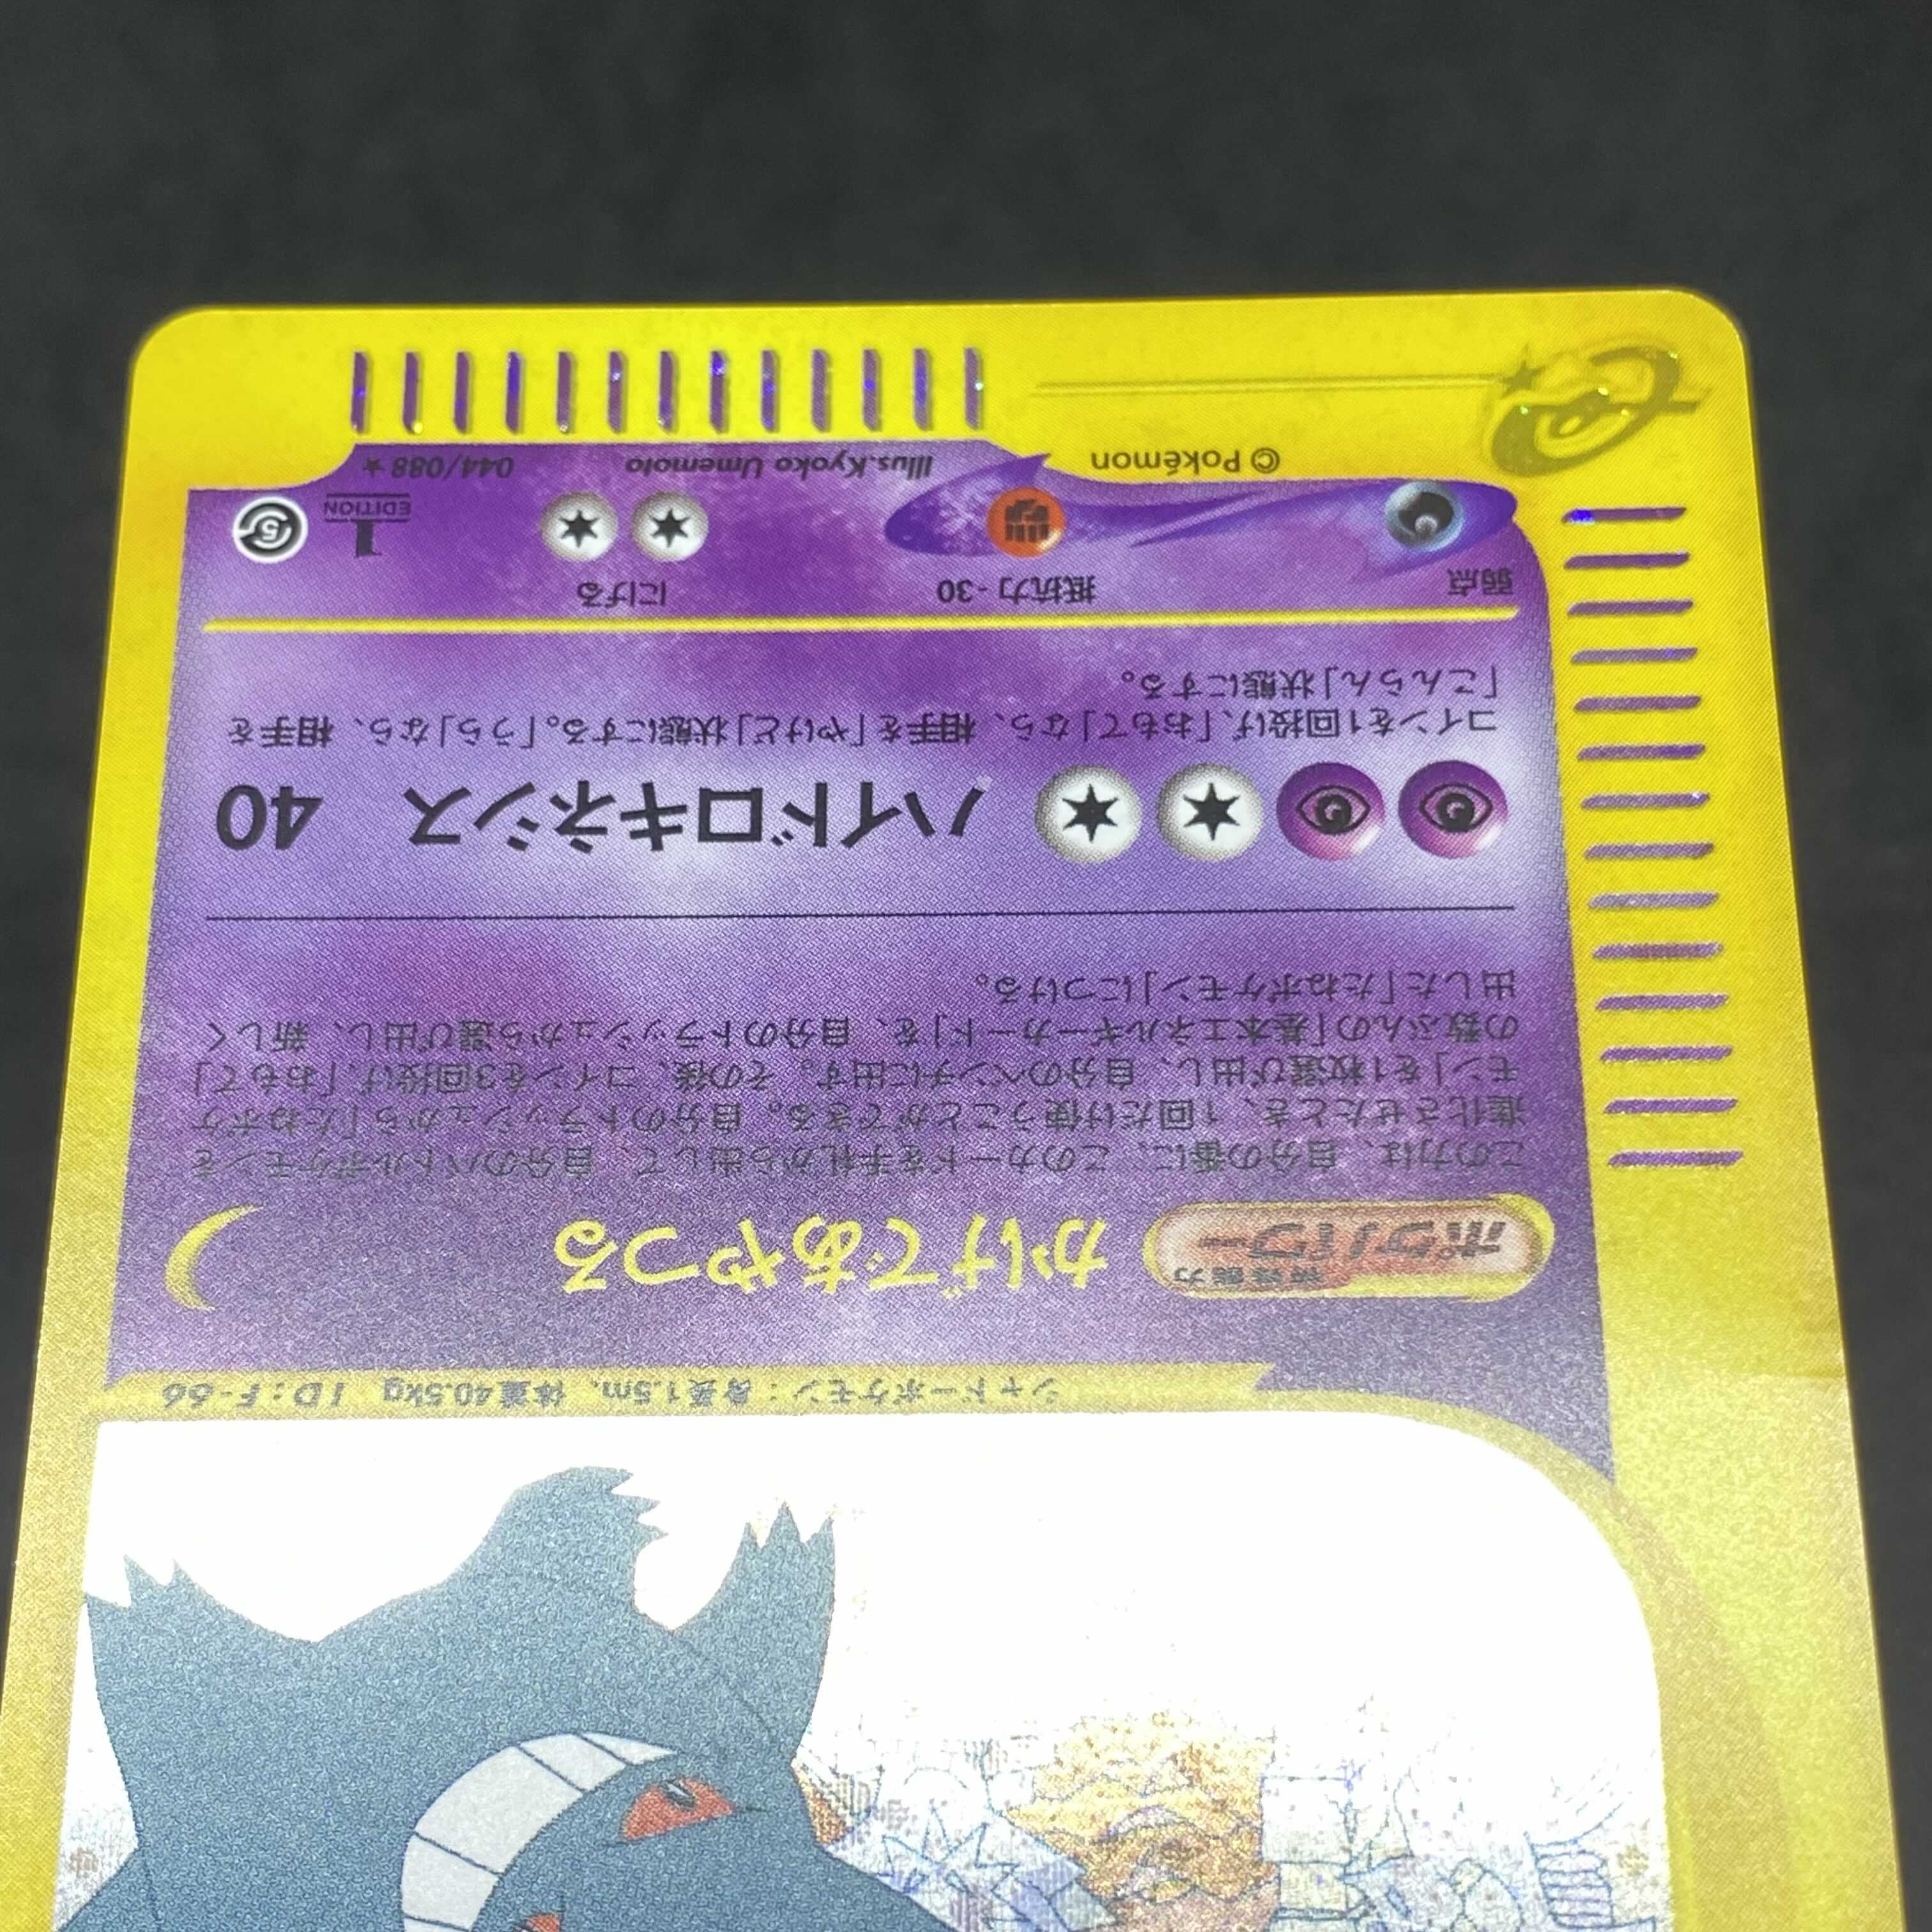 シャドーポケモン：身長1.5m、体重40.5kg ID:F-66
特殊能力
ポケパワー かげであやつる
この力は、自分の番に、このカードを手札から出して、自分のバトルポケモンを
進化させたとき、1回だけ使うことができる。自分のトラッシュから「たねポケ
モン」を1枚選び出し、自分のベンチに出す。その後、コインを3回投げ、「おもて」
の数ぶんの「基本エネルギーカード」を、自分のトラッシュから選び出し、新しく
出した「たねポケモン」につける。
ハイドロキネシス 40
コインを1回投げ、「おもて」なら、相手を「やけど」状態にする。「うら」なら、相手を
「こんらん」状態にする。
弱点 抵抗力 -30 にげる
1 EDITION
5
© Pokémon Illus.Kyoko Umemoto 044/088 ★
e